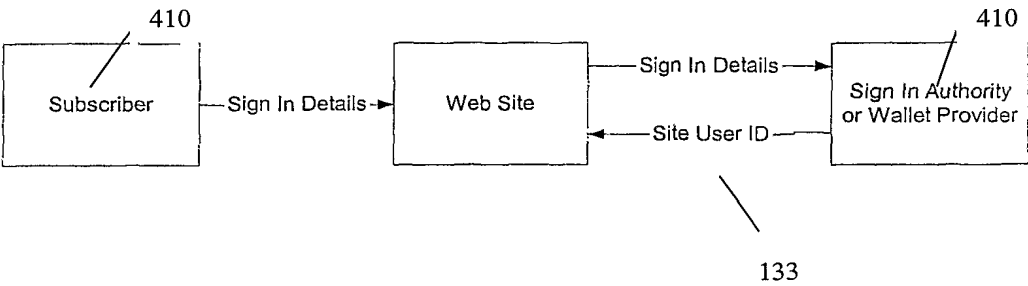 410
410
Subscriber
Sign In Details
Web Site
Sign In Details
Site User ID
Sign In Authority
or Wallet Provider
133